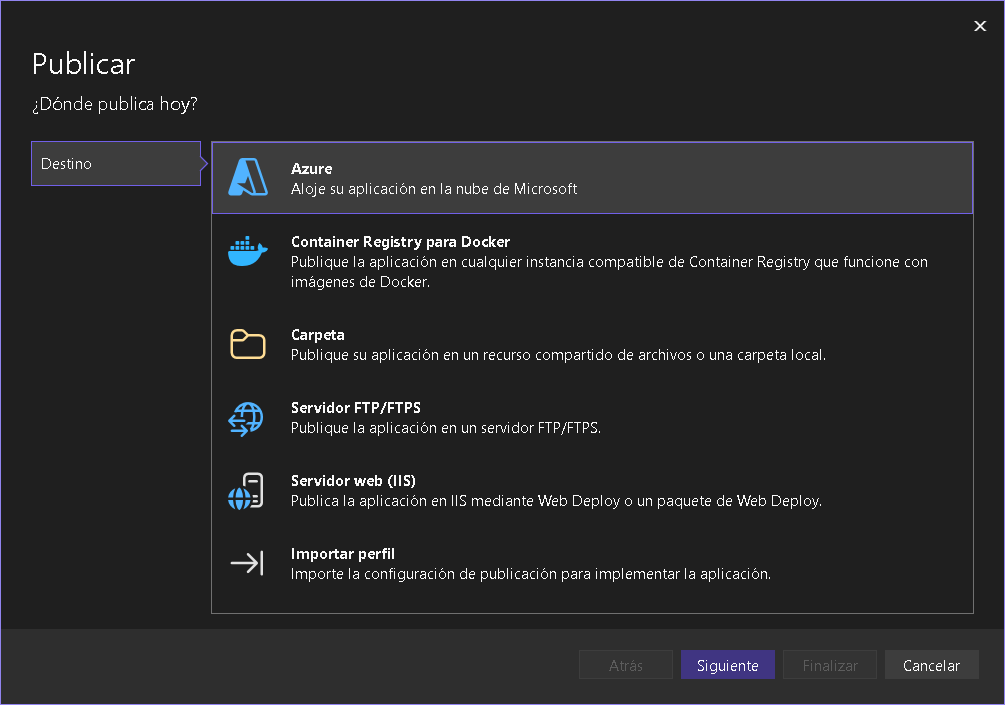 Publicar
¿Dónde publica hoy?
Destino
Azure
Aloje su aplicación en la nube de Microsoft
Container Registry para Docker
Publique la aplicación en cualquier instancia compatible de Container Registry que funcione con
imágenes de Docker.
Carpeta
Publique su aplicación en un recurso compartido de archivos o una carpeta local.
Servidor FTP/FTPS
Publique la aplicación en un servidor FTP/FTPS.
Servidor web (IIS)
Publica la aplicación en IIS mediante Web Deploy o un paquete de Web Deploy.
Importar perfil
Importe la configuración de publicación para implementar la aplicación.
Atrás
Siguiente
Finalizar
Cancelar